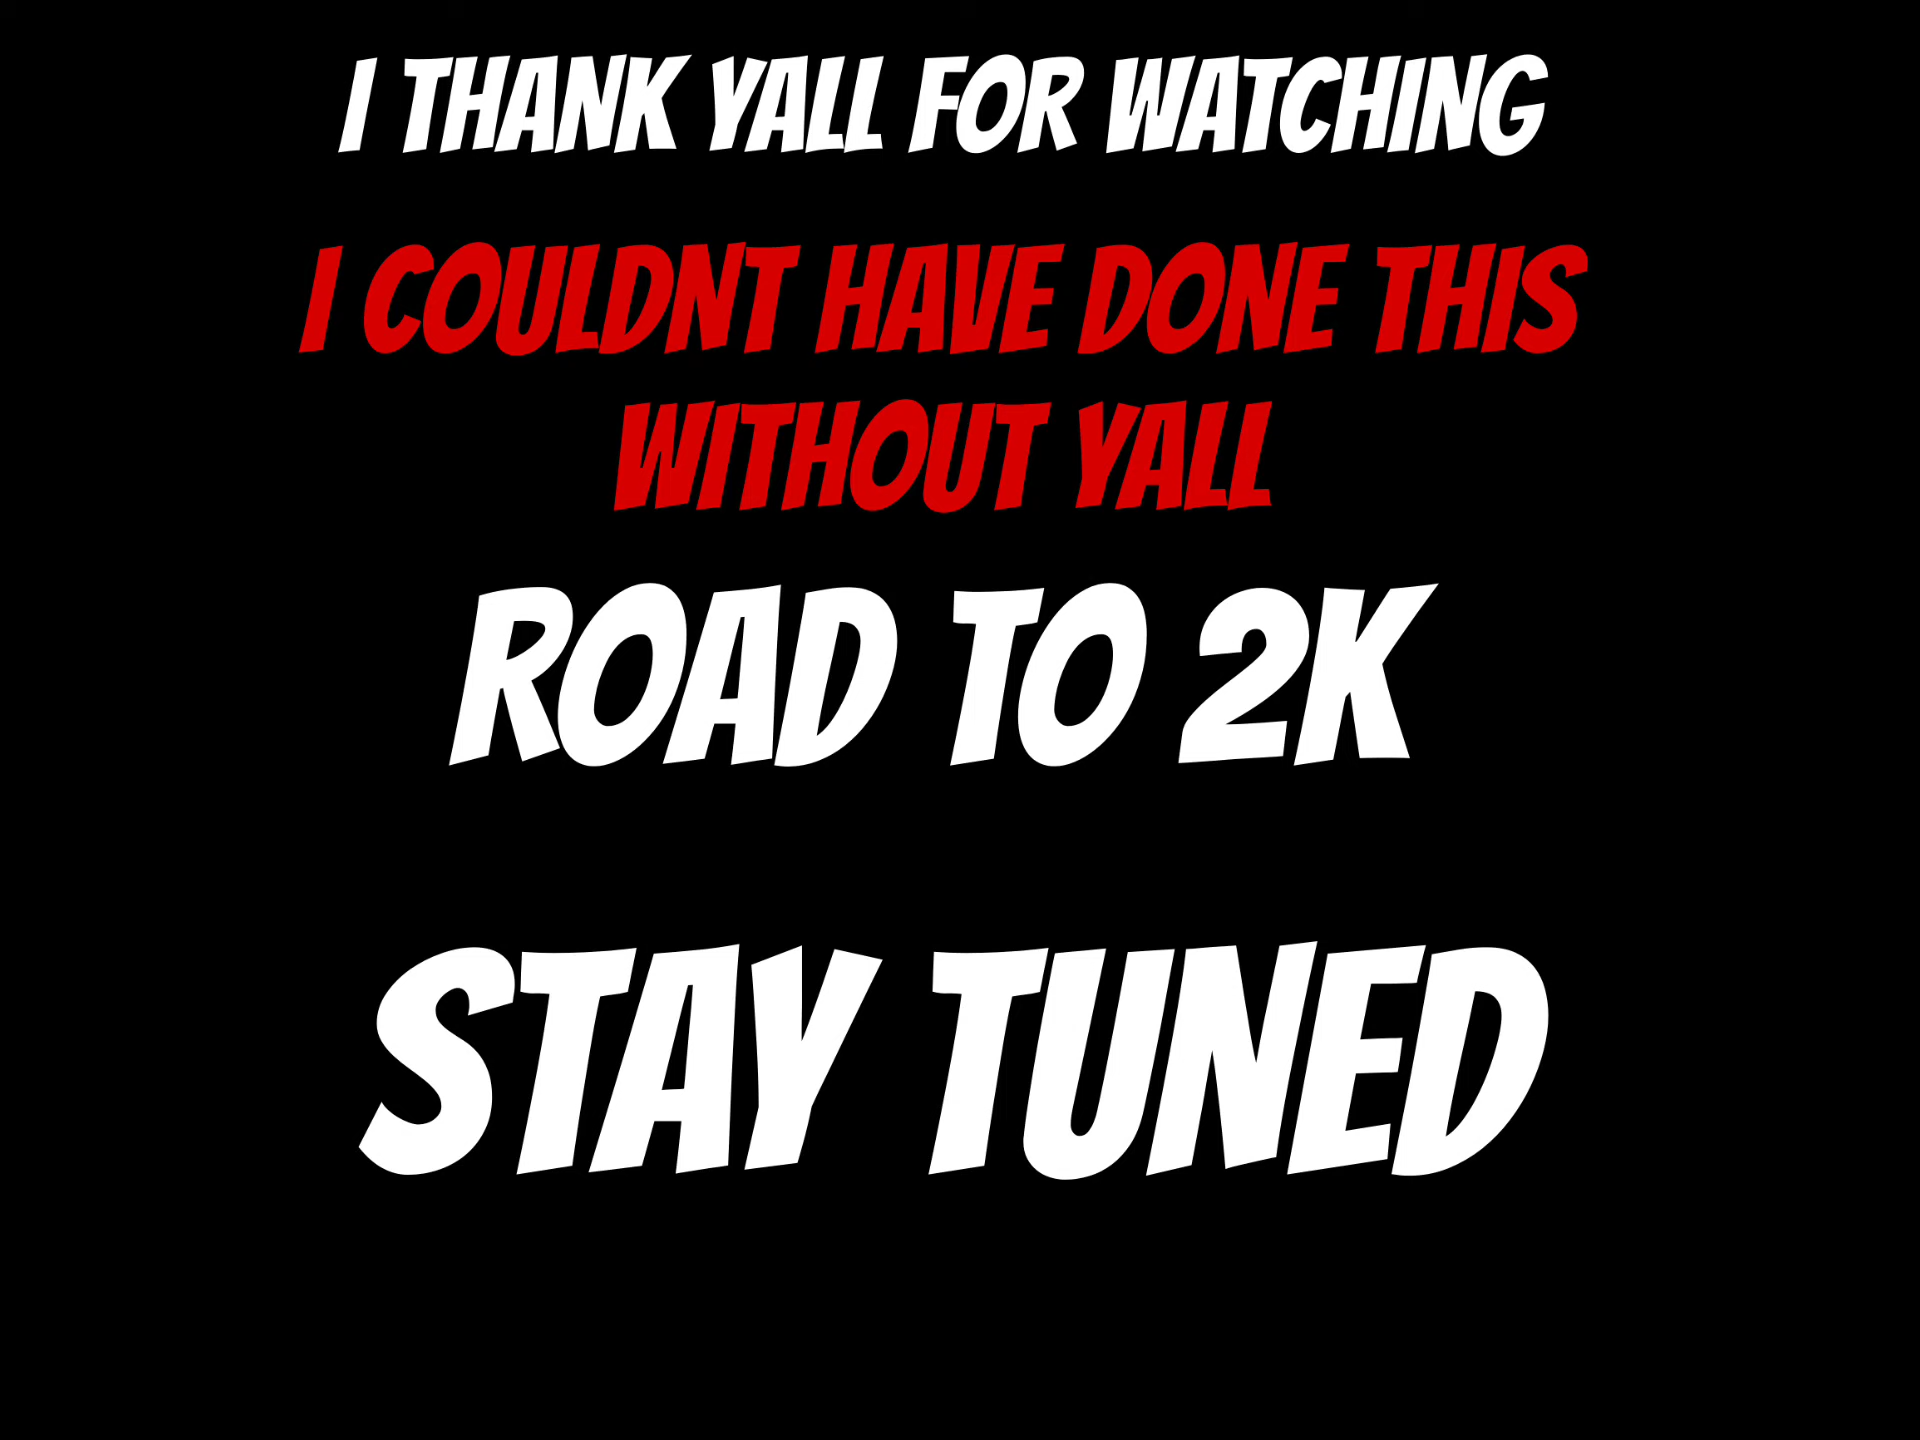 I THANK YALL FOR WATCHING
I COULDNT HAVE DONE THIS
WITHOUT YALL
ROAD TO 2K
STAY TUNED